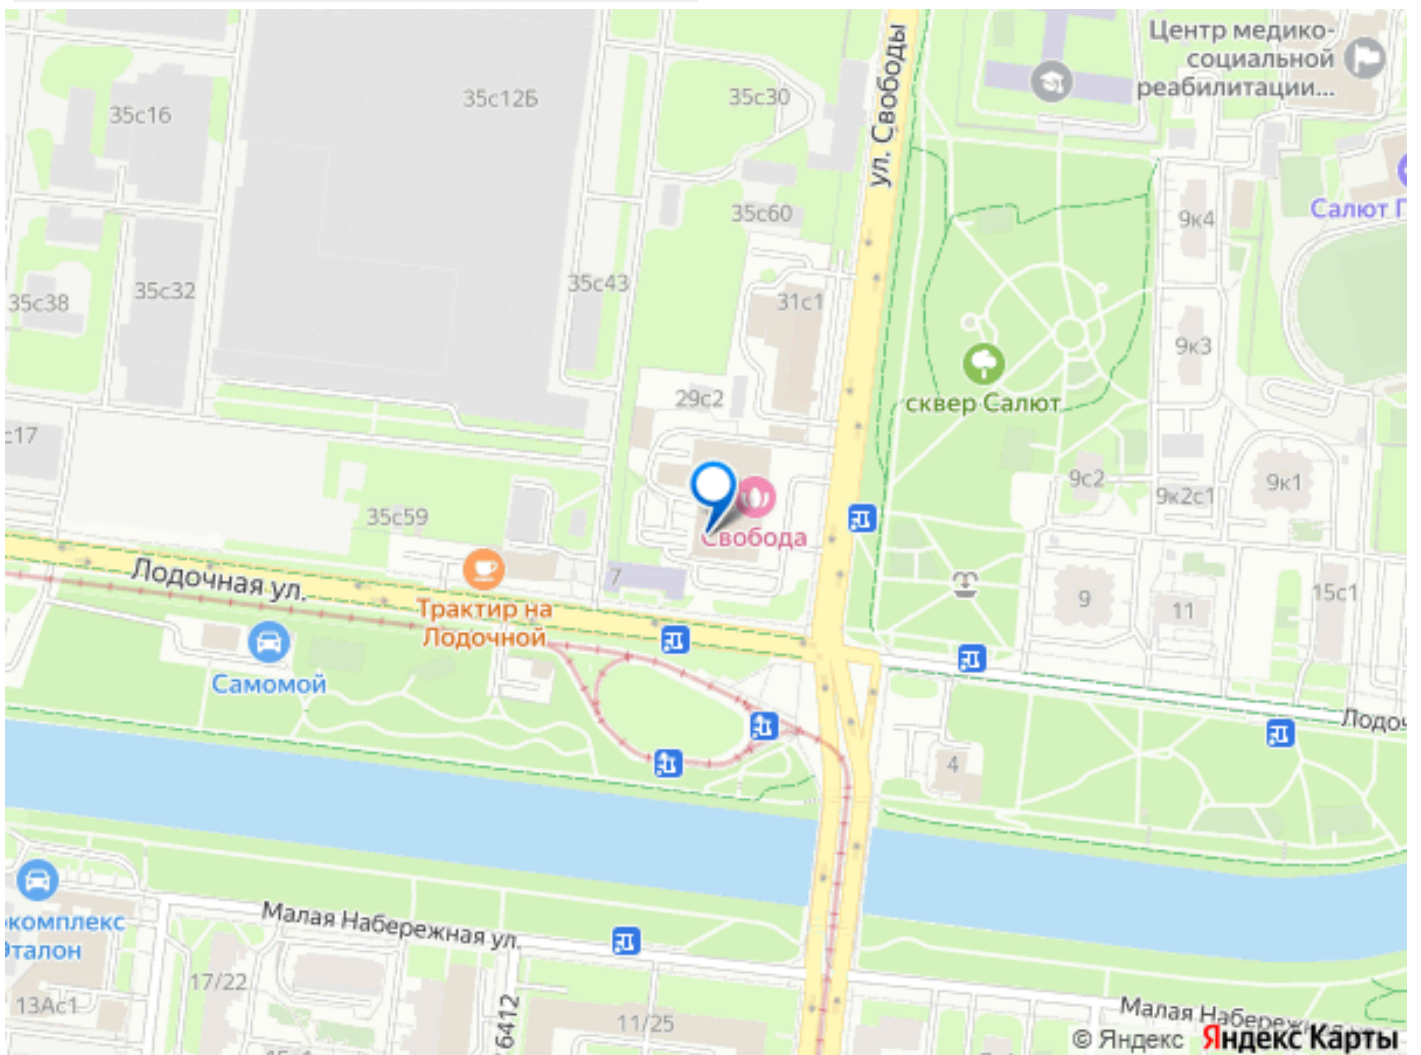 Центр медико-
социальной
реабилитации...
ул. Свободы
35с12Б
35с30
35с16
35с60
9к4
Салют Г
35с43
35с32
35с38
31с1
9к3
29с2
сквер Салют
с17
9с2
9к1
9к2с1
35с59
Свобода
Лодочная ул.
7
Трактир на
Лодочной
9
11
15с1
Самомой
Лодоч
4
комплекс
Эталон
Малая Набережная ул.
17/22
13Ас1
6412
11/25
Малая Набережная
© Яндекс Яндекс Карты